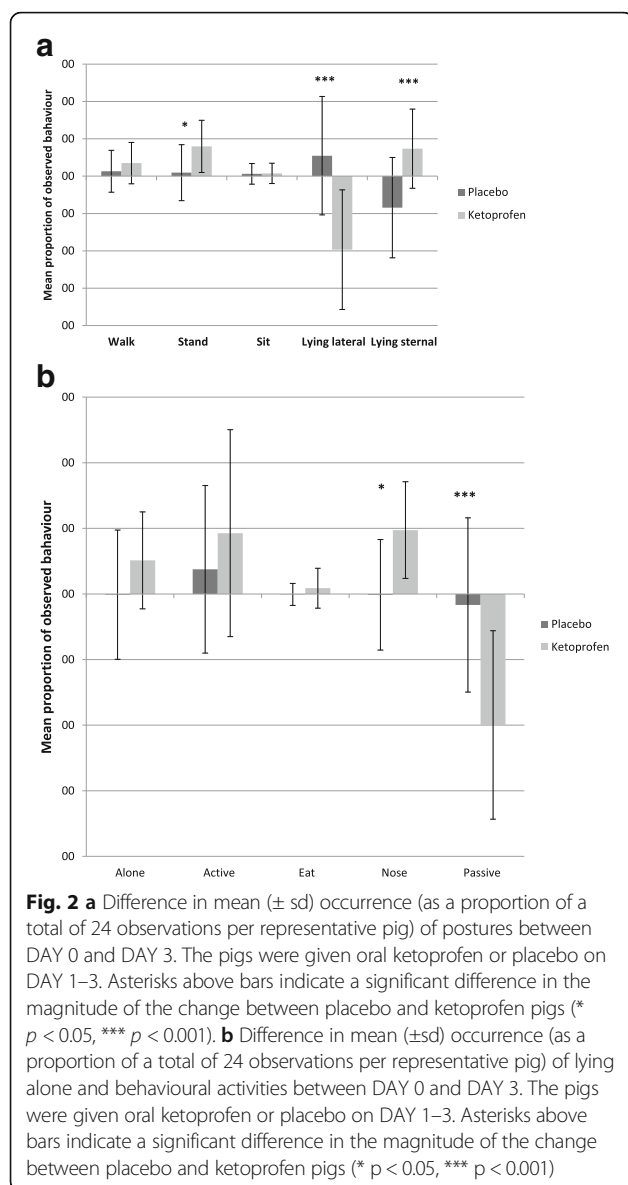 a
00
00
00
00
00
00
00
00
Mean proportion of observed bahaviour
*
***
***
Placebo
Ketoprofen
Walk
Stand
Sit
Lying lateral
Lying sternal
b
00
00
00
00
00
00
00
00
Mean proportion of observed bahaviour
*
***
Placebo
Ketoprofen
Alone
Active
Eat
Nose
Passive
Fig. 2 a Difference in mean (± sd) occurrence (as a proportion of a
total of 24 observations per representative pig) of postures between
DAY 0 and DAY 3. The pigs were given oral ketoprofen or placebo on
DAY 1–3. Asterisks above bars indicate a significant difference in the
magnitude of the change between placebo and ketoprofen pigs (*
p < 0.05, *** p < 0.001). b Difference in mean (±sd) occurrence (as a
proportion of a total of 24 observations per representative pig) of lying
alone and behavioural activities between DAY 0 and DAY 3. The pigs
were given oral ketoprofen or placebo on DAY 1–3. Asterisks above
bars indicate a significant difference in the magnitude of the change
between placebo and ketoprofen pigs (* p < 0.05, *** p < 0.001)